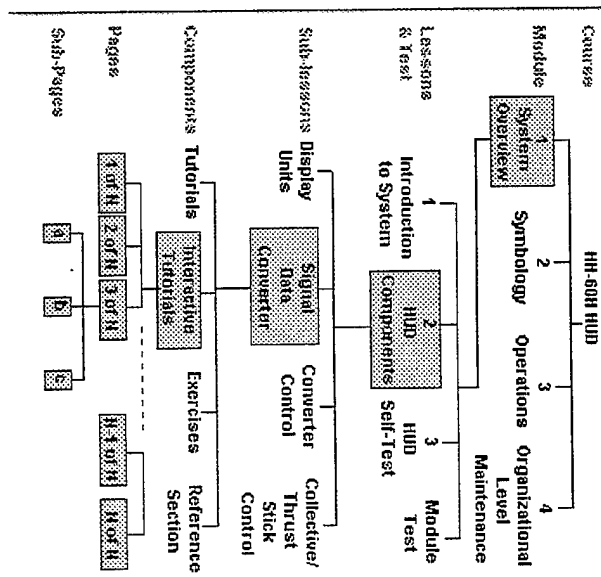 Course
HH-60H HUD
Module
1
System
Overview
2
Symbology
3
Operations
4
Organizational
Level
Maintenance
Lessons
& Test
1
Introduction
to System
2
HUD
Components
3
HUD
Self-Test
Module
Test
Sub-lessons
Display
Units
Signal
Data
Converter
Converter
Control
Collective/
Thrust
Stick
Control
Components
Tutorials
Interactive
Tutorials
Exercises
Reference
Section
Pages
1 of N
2 of N
3 of N
N-1 of N
N of N
Sub-Pages
a
b
c